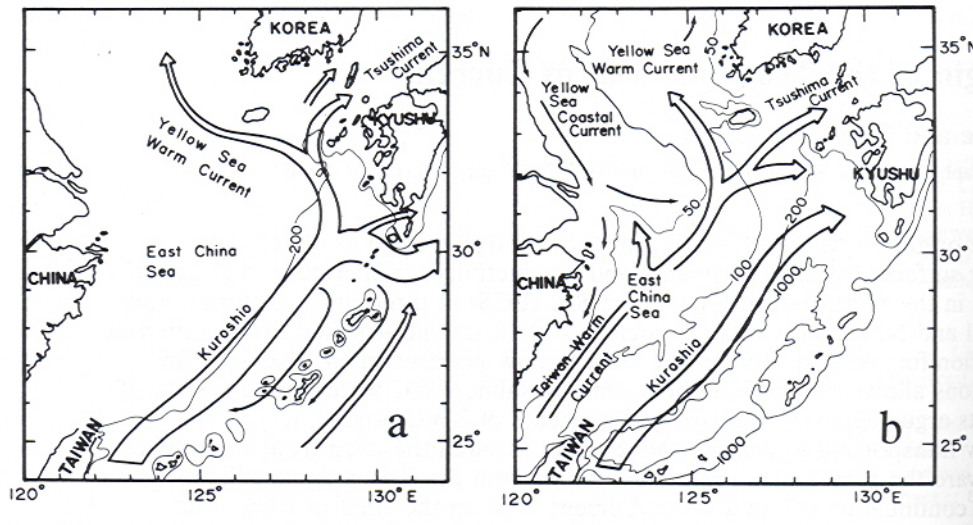 KOREA
35°N
Tsushima
Current
KYUSHU
Yellow Sea
Warm Current
200
30°
East China
Sea
CHINA
Kuroshio
a
25°
TAIWAN
120°
125°
130°E
KOREA
35°N
50
Yellow Sea
Warm Current
Tsushima
Current
Yellow
Sea
Coastal
Current
KYUSHU
50
200
30°
100
1000
CHINA
East
China
Sea
Taiwan Warm
Current
Kuroshio
b
25°
1000
TAIWAN
120°
125°
130°E